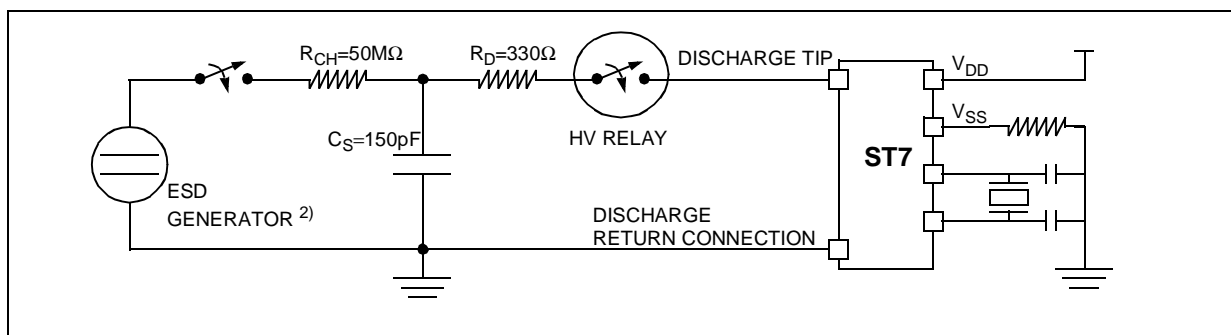 R_CH=50MΩ
R_D=330Ω
DISCHARGE TIP
V_DD
V_SS
C_S=150pF
HV RELAY
ST7
ESD
GENERATOR 2)
DISCHARGE
RETURN CONNECTION